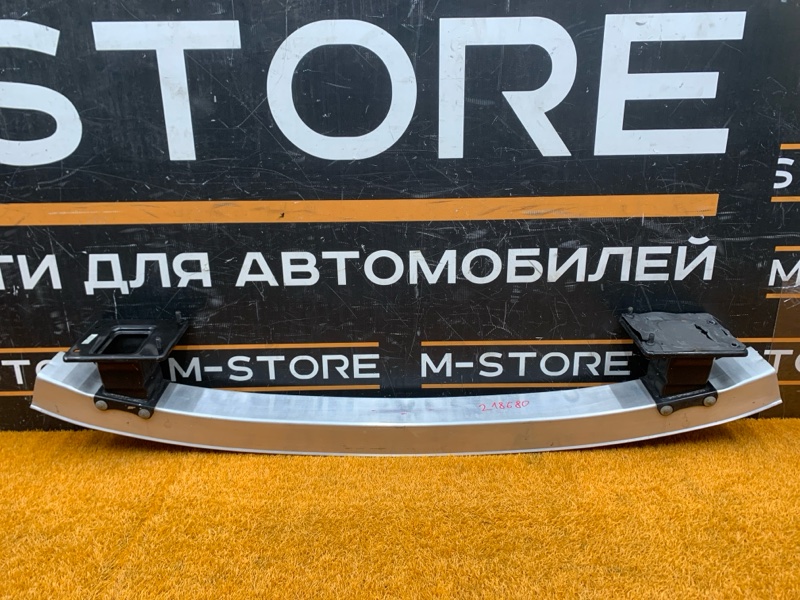 -STORE
ТИ ДЛЯ АВТОМОБИЛЕЙ
M-STORE
M-STORE
218680